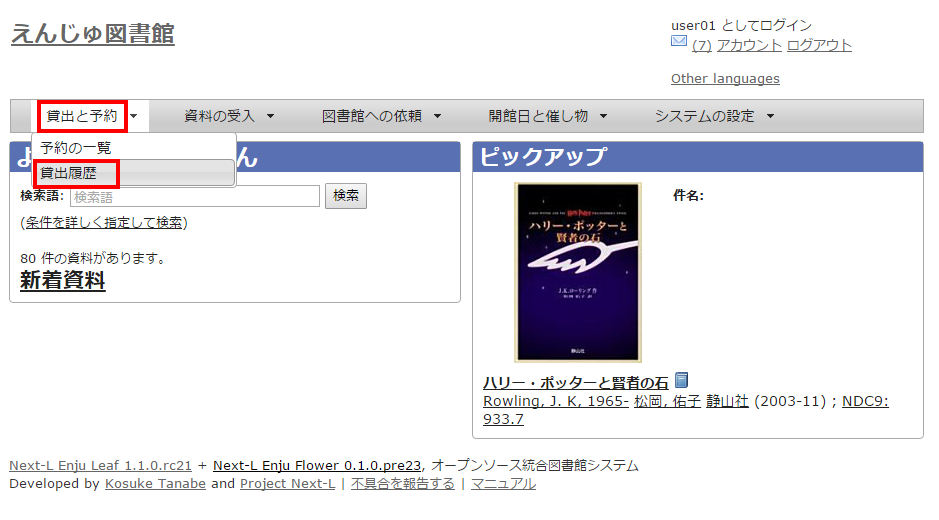 えんじゅ図書館
user01 としてログイン
(7) アカウント ログアウト
Other languages
貸出と予約 資料の受入 図書館への依頼 開館日と催し物 システムの設定
予約の一覧
貸出履歴
よ
ん
検索語: 検索語 検索
(条件を詳しく指定して検索)
80 件の資料があります。
新着資料
ピックアップ
ハリー・ポッターと
賢者の石
J.K.ローリング 作
松岡佑子 訳
静山社
件名:
ハリー・ポッターと賢者の石
Rowling, J. K, 1965- 松岡, 佑子 静山社 (2003-11) ; NDC9:
933.7
Next-L Enju Leaf 1.1.0.rc21 + Next-L Enju Flower 0.1.0.pre23, オープンソース統合図書館システム
Developed by Kosuke Tanabe and Project Next-L | 不具合を報告する | マニュアル